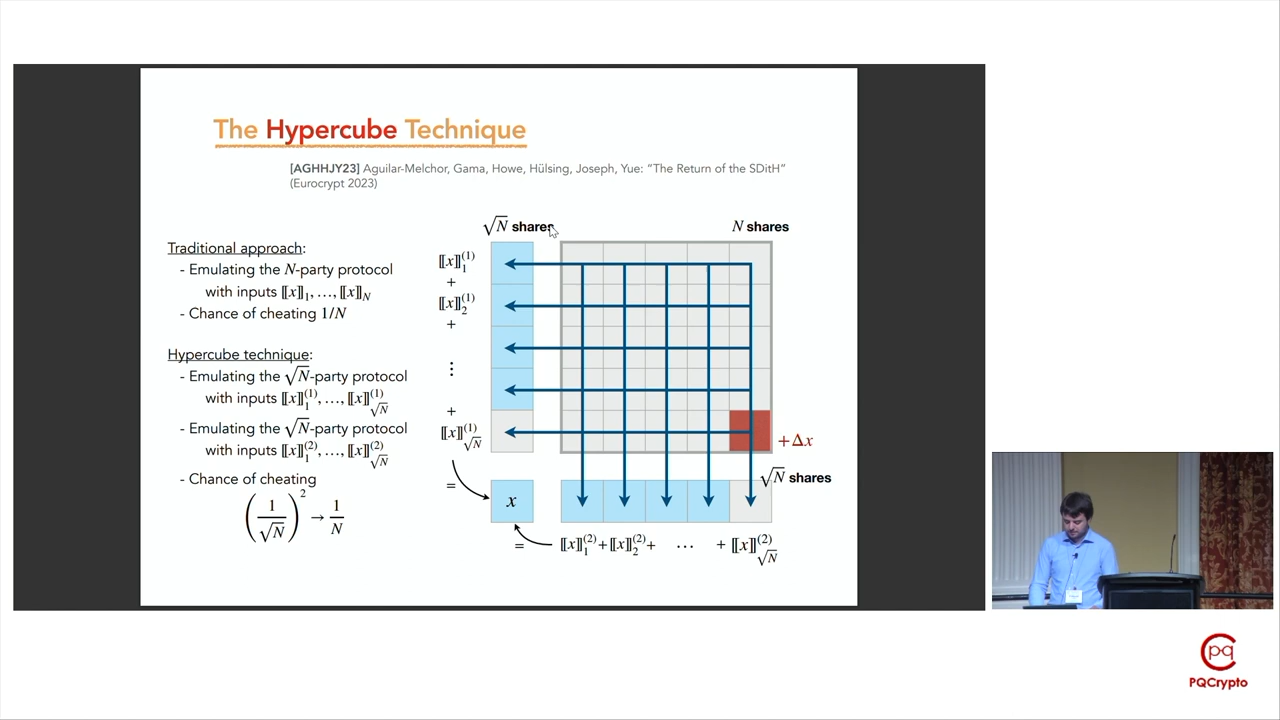 The Hypercube Technique
[AGHHJY23] Aguilar-Melchor, Gama, Howe, Hülsing, Joseph, Yue: “The Return of the SDitH”
(Eurocrypt 2023)
√N shares
N shares
Traditional approach:
- Emulating the N-party protocol
with inputs ⟦x⟧₁, …, ⟦x⟧_N
- Chance of cheating 1/N
Hypercube technique:
- Emulating the √N-party protocol
with inputs ⟦x⟧₁⁽¹⁾, …, ⟦x⟧_√N⁽¹⁾
- Emulating the √N-party protocol
with inputs ⟦x⟧₁⁽²⁾, …, ⟦x⟧_√N⁽²⁾
- Chance of cheating
(1/√N)² → 1/N
⟦x⟧₁⁽¹⁾
+
⟦x⟧₂⁽¹⁾
+
⋮
+
⟦x⟧_√N⁽¹⁾
=
x
+Δx
√N shares
= ⟦x⟧₁⁽²⁾ + ⟦x⟧₂⁽²⁾ + … + ⟦x⟧_√N⁽²⁾
pq
PQCrypto